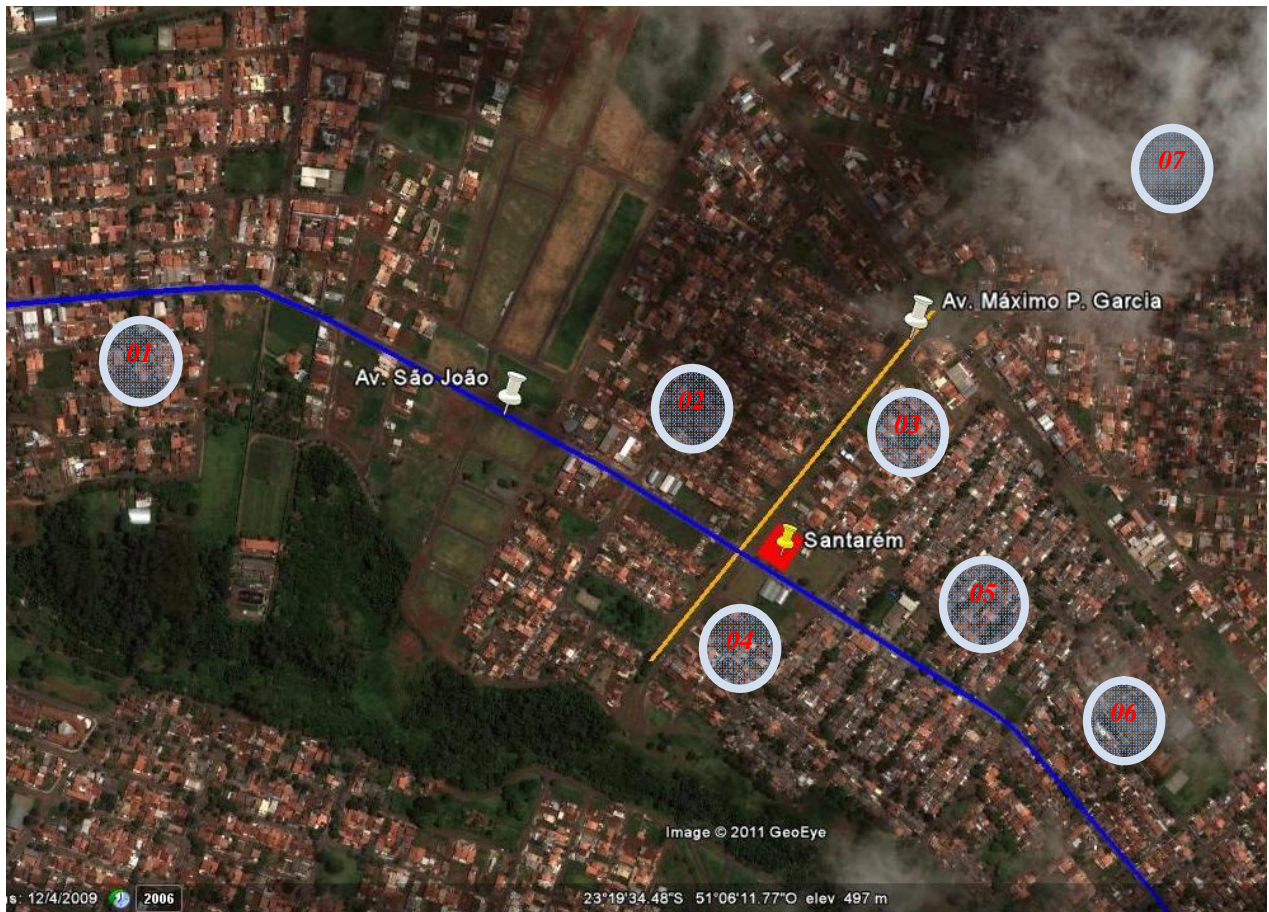 07
Av. Máximo P. Garcia
01
Av. São João
02
03
Santarém
05
04
06
Image © 2011 GeoEye
s: 12/4/2009
2006
23°19'34.48"S 51°06'11.77"O elev 497 m